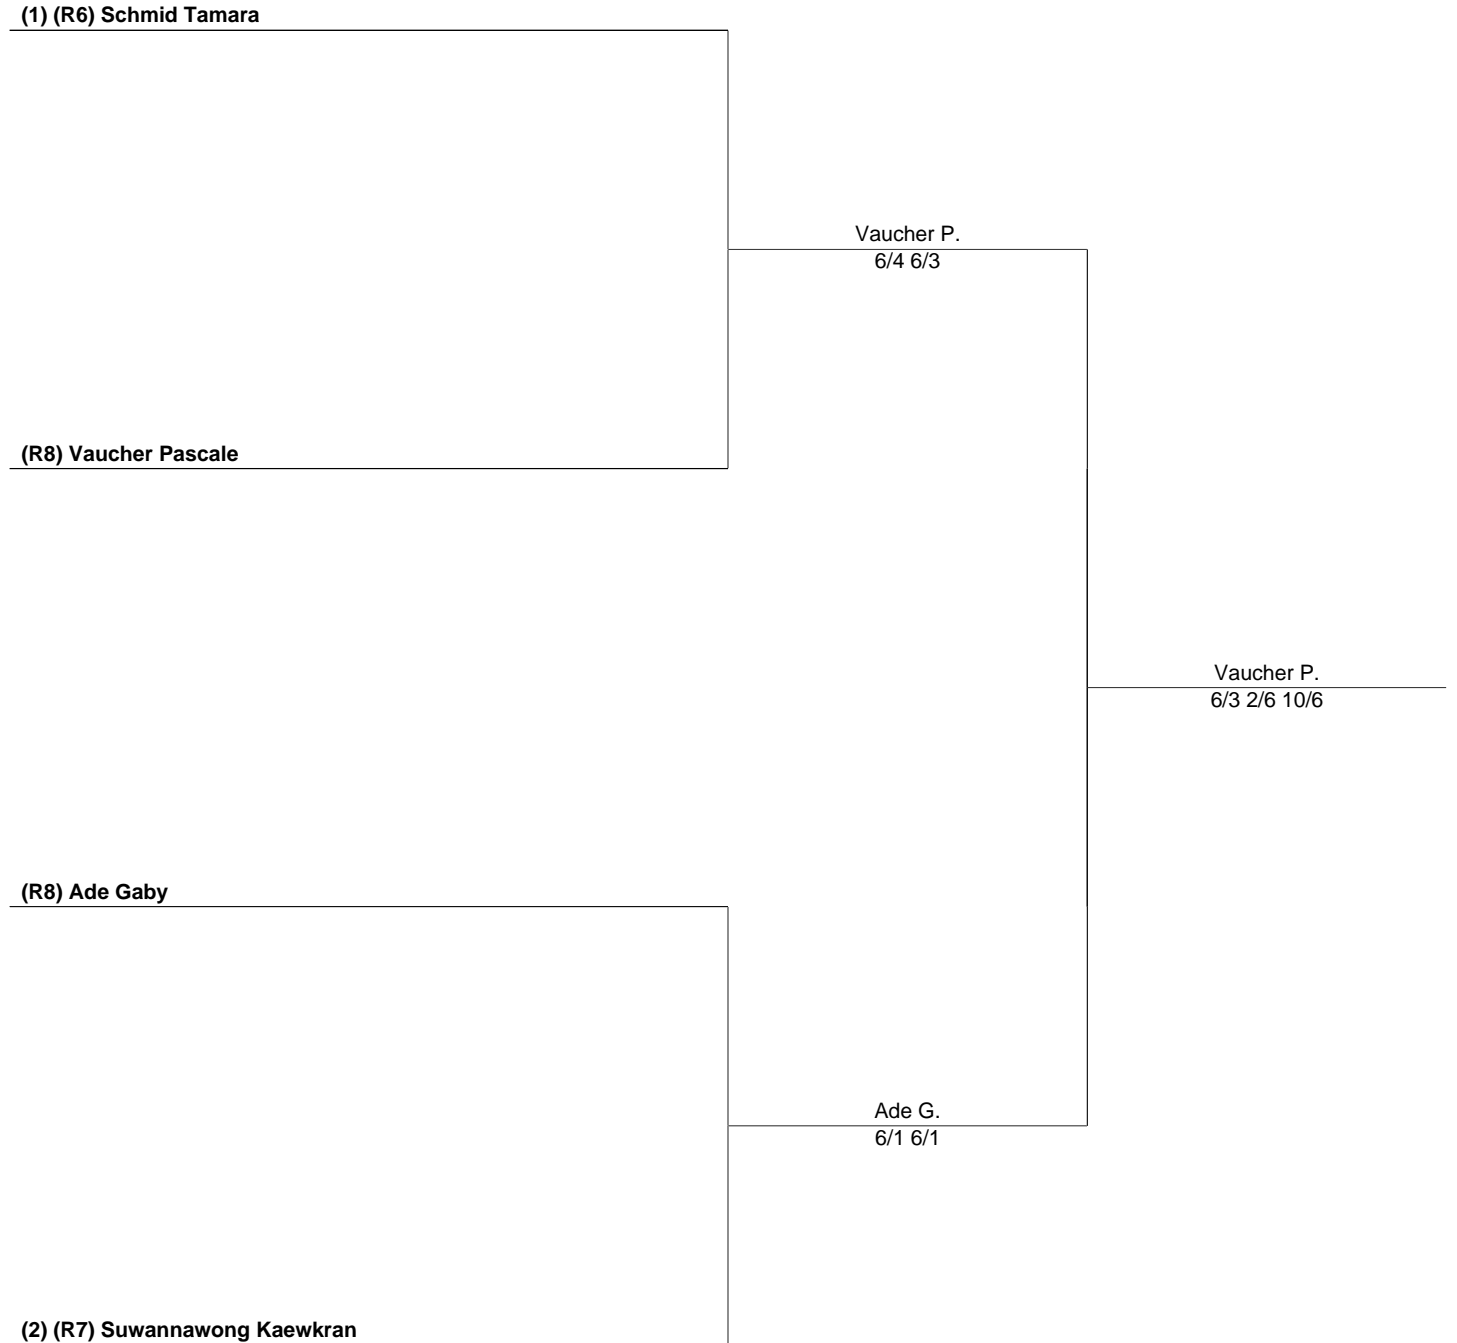 (1) (R6) Schmid Tamara
Vaucher P.
6/4 6/3
(R8) Vaucher Pascale
Vaucher P.
6/3 2/6 10/6
(R8) Ade Gaby
Ade G.
6/1 6/1
(2) (R7) Suwannawong Kaewkran